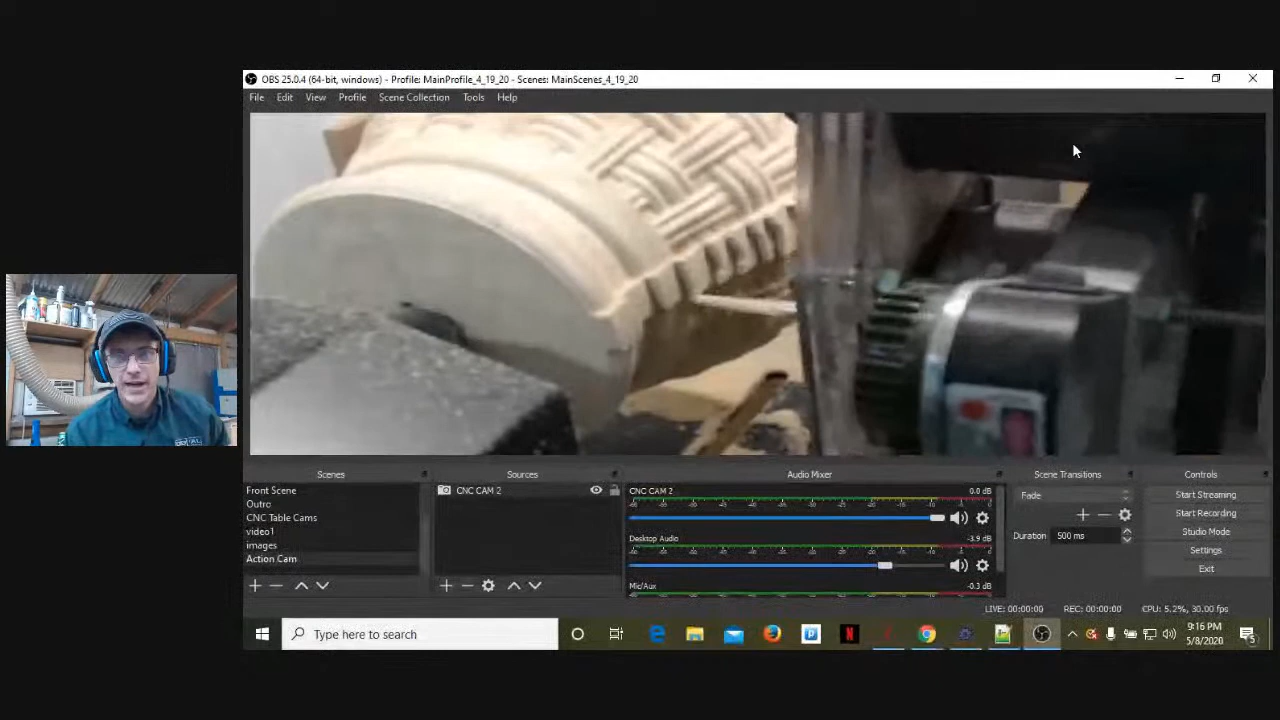 OBS 25.0.4 (64-bit, windows) - Profile: MainProfile_4_19_20 - Scenes: MainScenes_4_19_20
File Edit View Profile Scene Collection Tools Help
Scenes Sources Audio Mixer Scene Transitions Controls
Front Scene
Outro
CNC Table Cams
video1
images
Action Cam
CNC CAM 2
CNC CAM 2 0.0 dB
Desktop Audio -3.9 dB
Mic/Aux -0.3 dB
Fade
Duration 500 ms
Start Streaming
Start Recording
Studio Mode
Settings
Exit
LIVE: 00:00:00 REC: 00:00:00 CPU: 5.2%, 30.00 fps
Type here to search
9:16 PM
5/8/2020